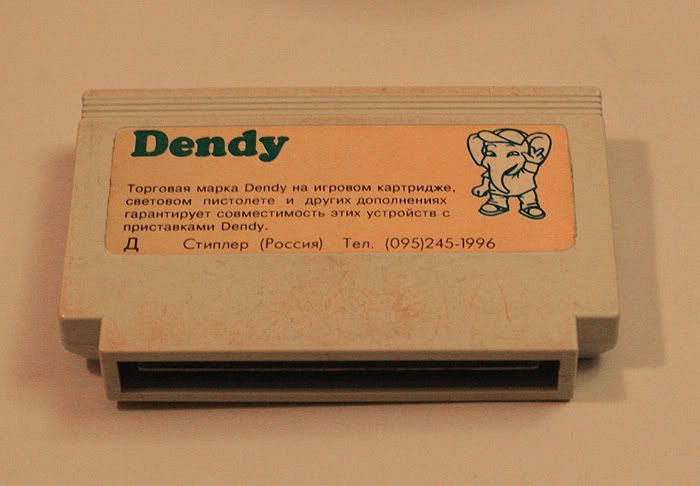 Dendy
Торговая марка Dendy на игровом картридже,
световом пистолете и других дополнениях
гарантирует совместимость этих устройств с
приставками Dendy.
Д Стиплер (Россия) Тел. (095)245-1996